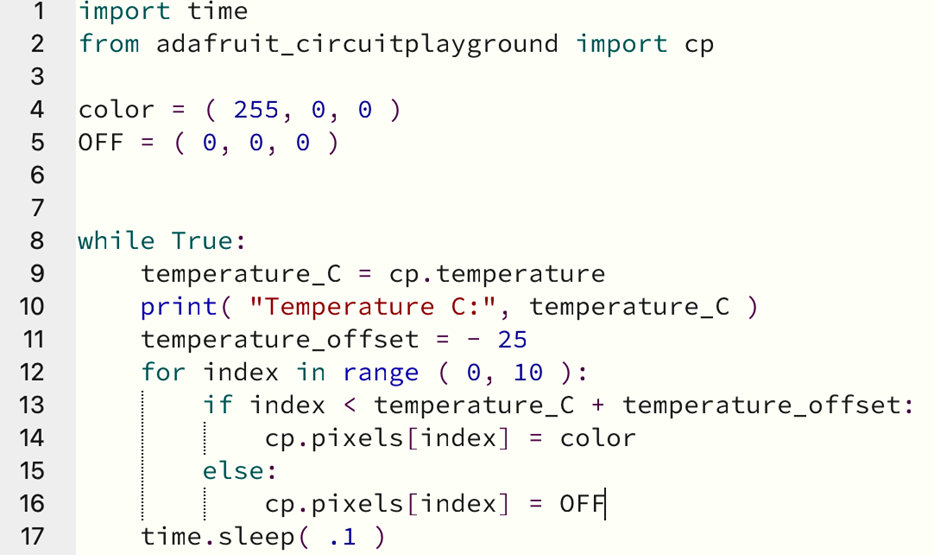 1 import time
2 from adafruit_circuitplayground import cp
3
4 color = ( 255, 0, 0 )
5 OFF = ( 0, 0, 0 )
6
7
8 while True:
9     temperature_C = cp.temperature
10     print( "Temperature C:", temperature_C )
11     temperature_offset = - 25
12     for index in range ( 0, 10 ):
13         if index < temperature_C + temperature_offset:
14             cp.pixels[index] = color
15         else:
16             cp.pixels[index] = OFF
17     time.sleep( .1 )